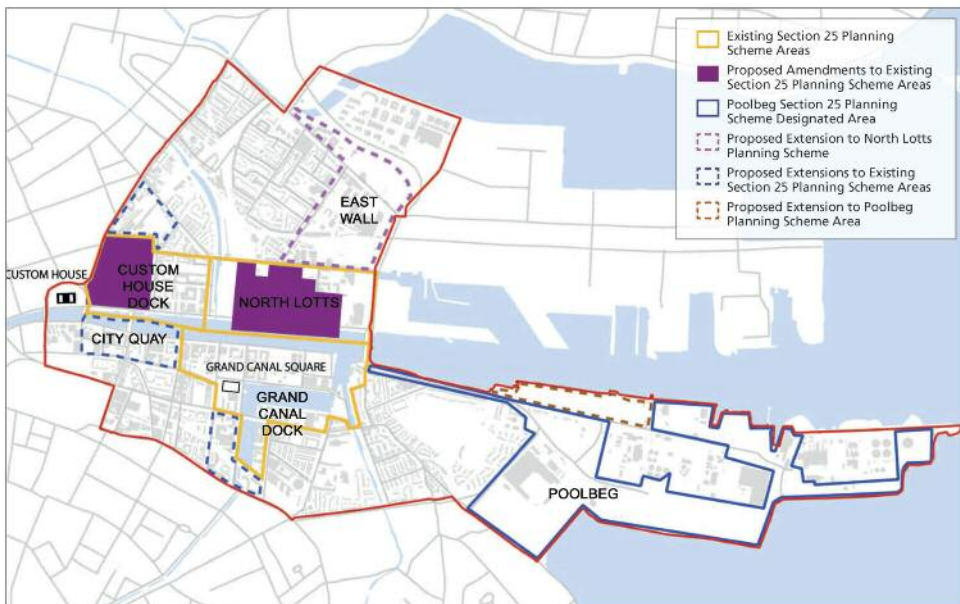 Existing Section 25 Planning
Scheme Areas
Proposed Amendments to Existing
Section 25 Planning Scheme Areas
Poolbeg Section 25 Planning
Scheme Designated Area
Proposed Extension to North Lotts
Planning Scheme
Proposed Extensions to Existing
Section 25 Planning Scheme Areas
Proposed Extension to Poolbeg
Planning Scheme Area
EAST
WALL
CUSTOM HOUSE
CUSTOM
HOUSE
DOCK
NORTH LOTTS
CITY QUAY
GRAND CANAL SQUARE
GRAND
CANAL
DOCK
POOLBEG